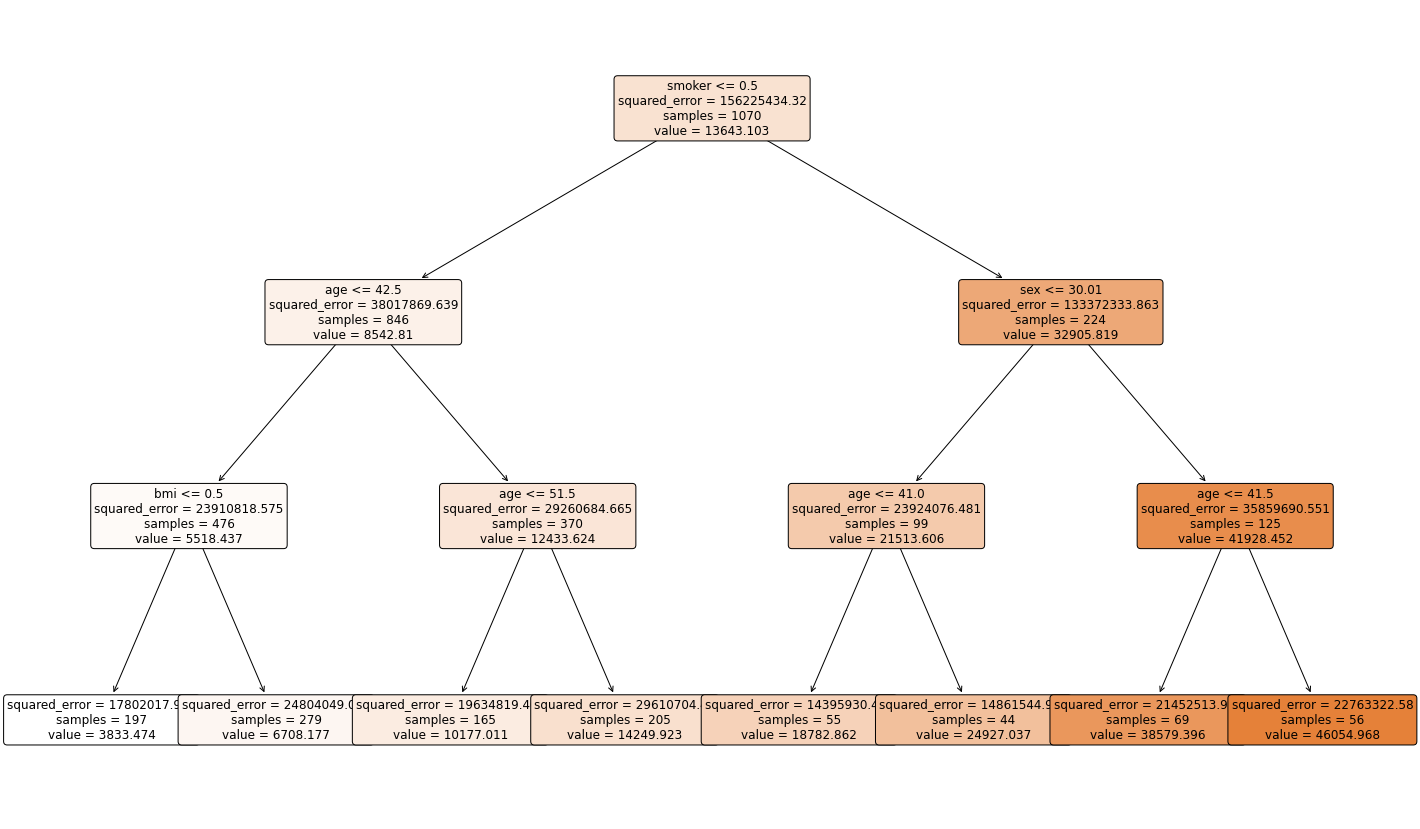 smoker <= 0.5
squared_error = 156225434.32
samples = 1070
value = 13643.103
age <= 42.5
squared_error = 38017869.639
samples = 846
value = 8542.81
sex <= 30.01
squared_error = 133372333.863
samples = 224
value = 32905.819
bmi <= 0.5
squared_error = 23910818.575
samples = 476
value = 5518.437
age <= 51.5
squared_error = 29260684.665
samples = 370
value = 12433.624
age <= 41.0
squared_error = 23924076.481
samples = 99
value = 21513.606
age <= 41.5
squared_error = 35859690.551
samples = 125
value = 41928.452
squared_error = 17802017.9
samples = 197
value = 3833.474
squared_error = 24804049.0
samples = 279
value = 6708.177
squared_error = 19634819.4
samples = 165
value = 10177.011
squared_error = 29610704.
samples = 205
value = 14249.923
squared_error = 14395930.4
samples = 55
value = 18782.862
squared_error = 14861544.9
samples = 44
value = 24927.037
squared_error = 21452513.9
samples = 69
value = 38579.396
squared_error = 22763322.58
samples = 56
value = 46054.968